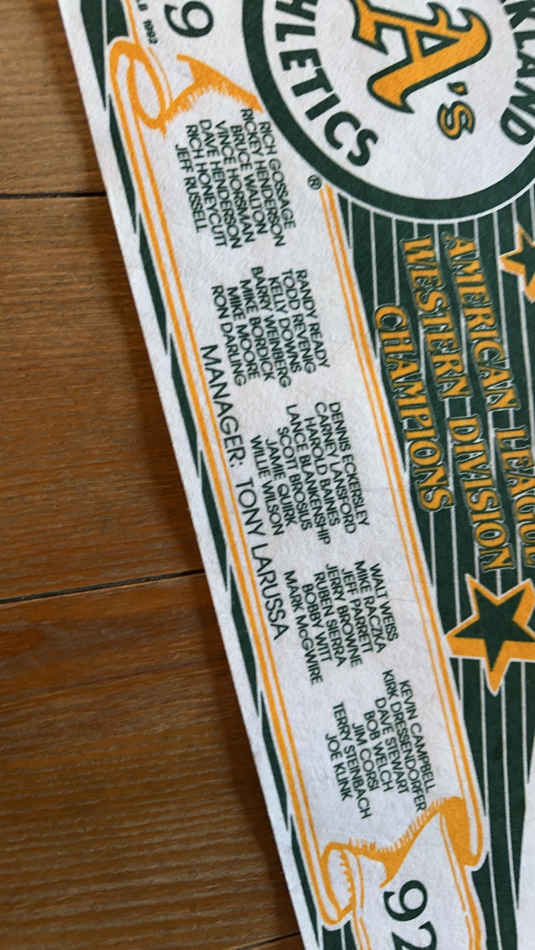 KLAND
A's
HLETICS
®
AMERICAN LEAGUE
WESTERN DIVISION
CHAMPIONS
9
1992
RICH GOSSAGE
RICKEY HENDERSON
BRUCE WALTON
VINCE HORSMAN
DAVE HENDERSON
RICH HONEYCUTT
JEFF RUSSELL
RANDY READY
TODD REVENIG
KELLY DOWNS
BARRY WEINBERG
MIKE BORDICK
MIKE MOORE
RON DARLING
DENNIS ECKERSLEY
CARNEY LANSFORD
HAROLD BAINES
LANCE BLANKENSHIP
SCOTT BROSIUS
JAMIE QUIRK
WILLIE WILSON
WALT WEISS
MIKE RACZKA
JEFF PARRETT
JERRY BROWNE
RUBEN SIERRA
BOBBY WITT
MARK McGWIRE
KEVIN CAMPBELL
KIRK DRESSENDORFER
DAVE STEWART
BOB WELCH
JIM CORSI
TERRY STEINBACH
JOE KLINK
MANAGER: TONY LARUSSA
92